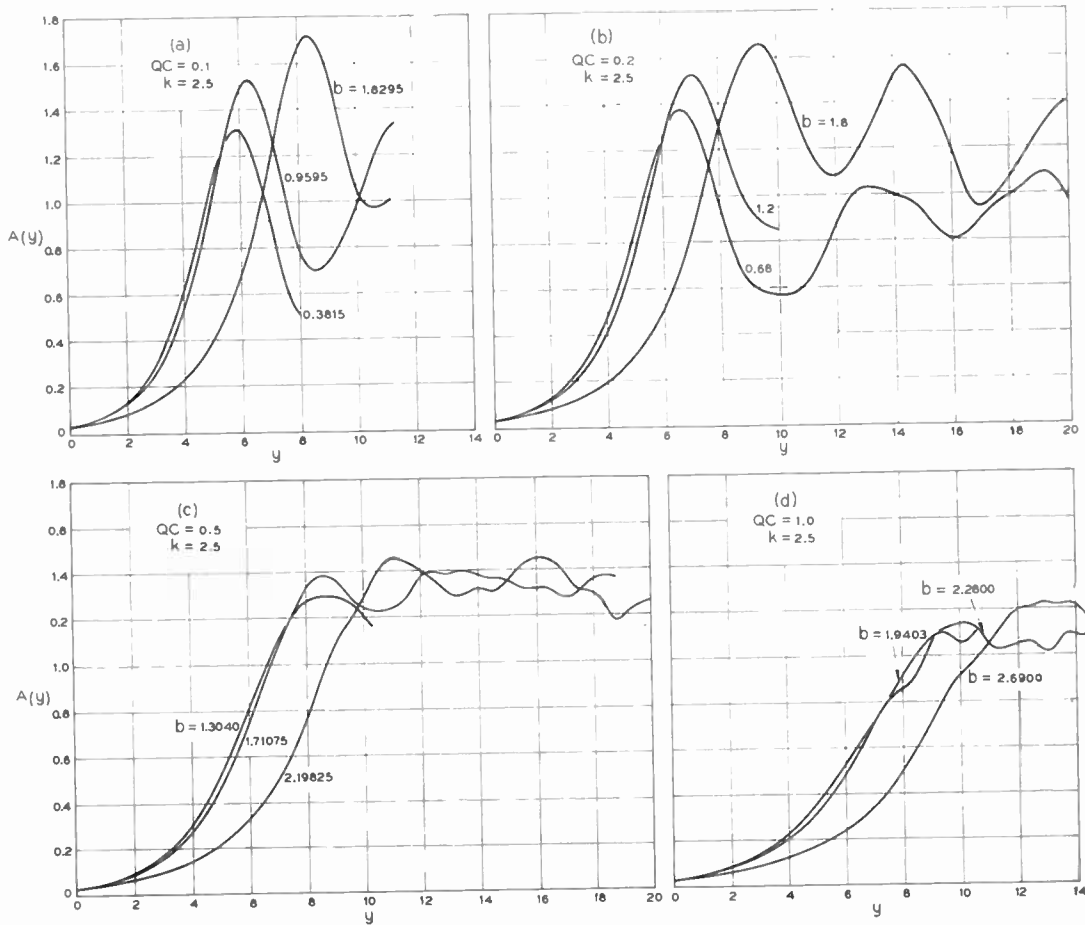 1.8
1.6
1.4
1.2
1.0
A(y)
0.8
0.6
0.4
0.2
0
(a)
QC = 0.1
k = 2.5
b = 1.8295
0.9595
0.3815
0 2 4 6 8 10 12 14
y
(b)
QC = 0.2
k = 2.5
b = 1.8
1.2
0.68
0 2 4 6 8 10 12 14 16 18 20
y
1.8
1.6
1.4
0.2
1.0
A(y)
0.8
0.6
0.4
0.2
0
(c)
QC = 0.5
k = 2.5
b = 1.3040
1.71075
2.19825
0 2 4 6 8 10 12 14 16 18 20
y
(d)
QC = 1.0
k = 2.5
b = 2.2800
b = 1.9403
b = 2.6900
0 2 4 6 8 10 12 14
y